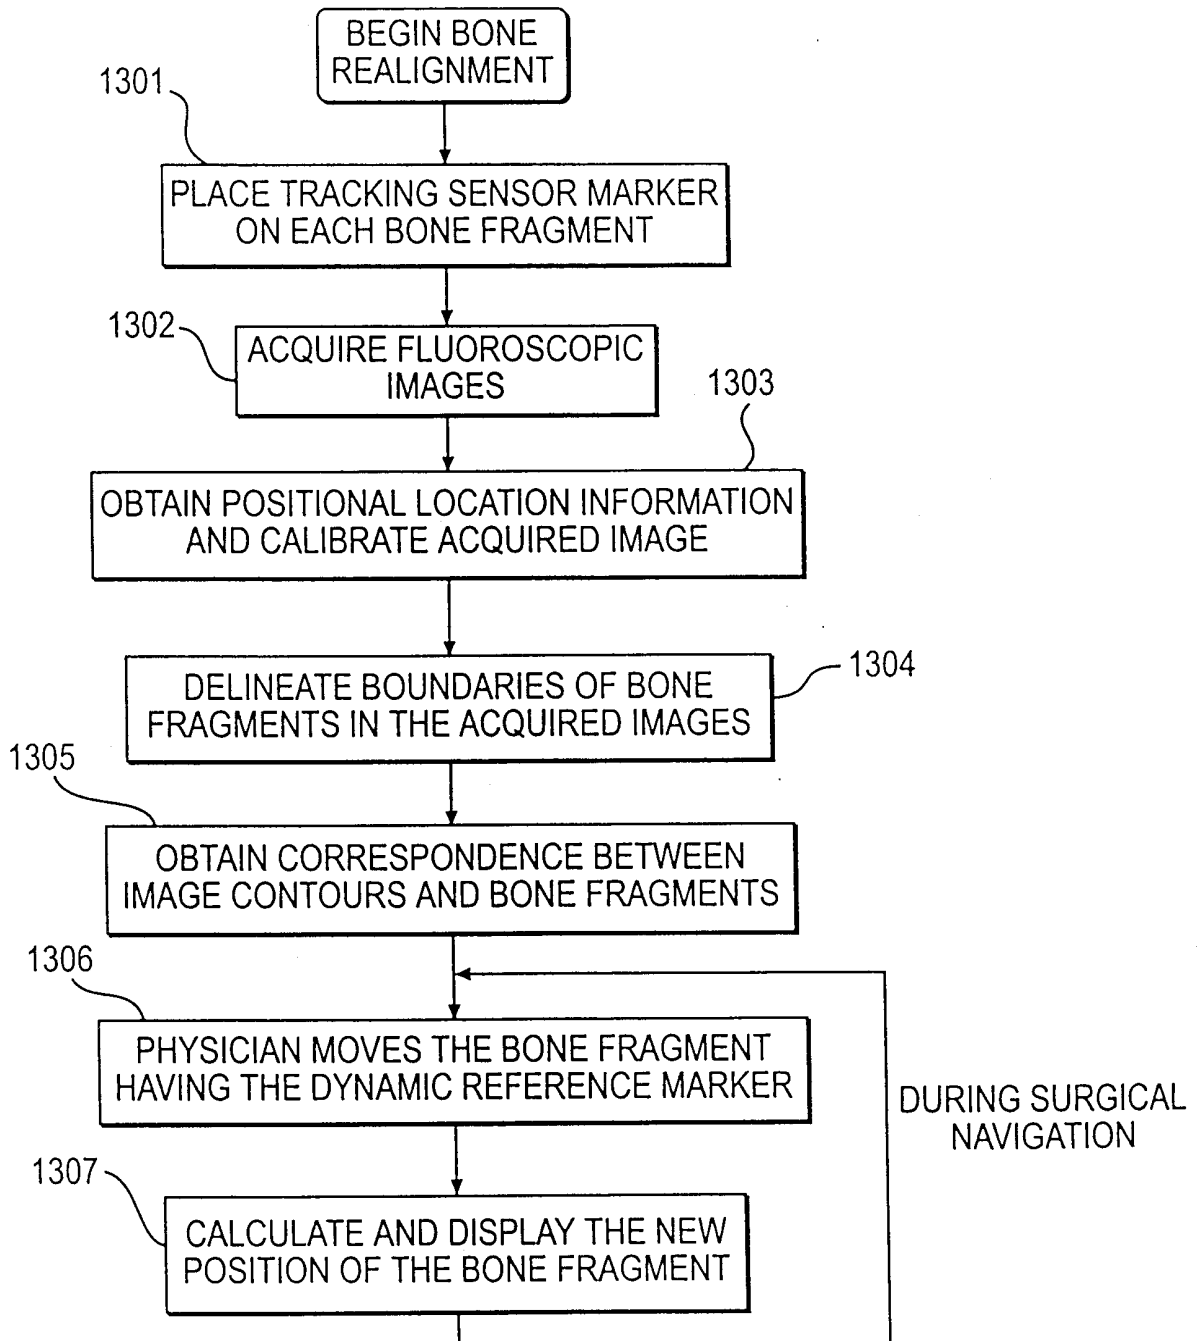 BEGIN BONE
REALIGNMENT
1301
PLACE TRACKING SENSOR MARKER
ON EACH BONE FRAGMENT
1302
ACQUIRE FLUOROSCOPIC
IMAGES
1303
OBTAIN POSITIONAL LOCATION INFORMATION
AND CALIBRATE ACQUIRED IMAGE
1304
DELINEATE BOUNDARIES OF BONE
FRAGMENTS IN THE ACQUIRED IMAGES
1305
OBTAIN CORRESPONDENCE BETWEEN
IMAGE CONTOURS AND BONE FRAGMENTS
1306
PHYSICIAN MOVES THE BONE FRAGMENT
HAVING THE DYNAMIC REFERENCE MARKER
DURING SURGICAL
NAVIGATION
1307
CALCULATE AND DISPLAY THE NEW
POSITION OF THE BONE FRAGMENT